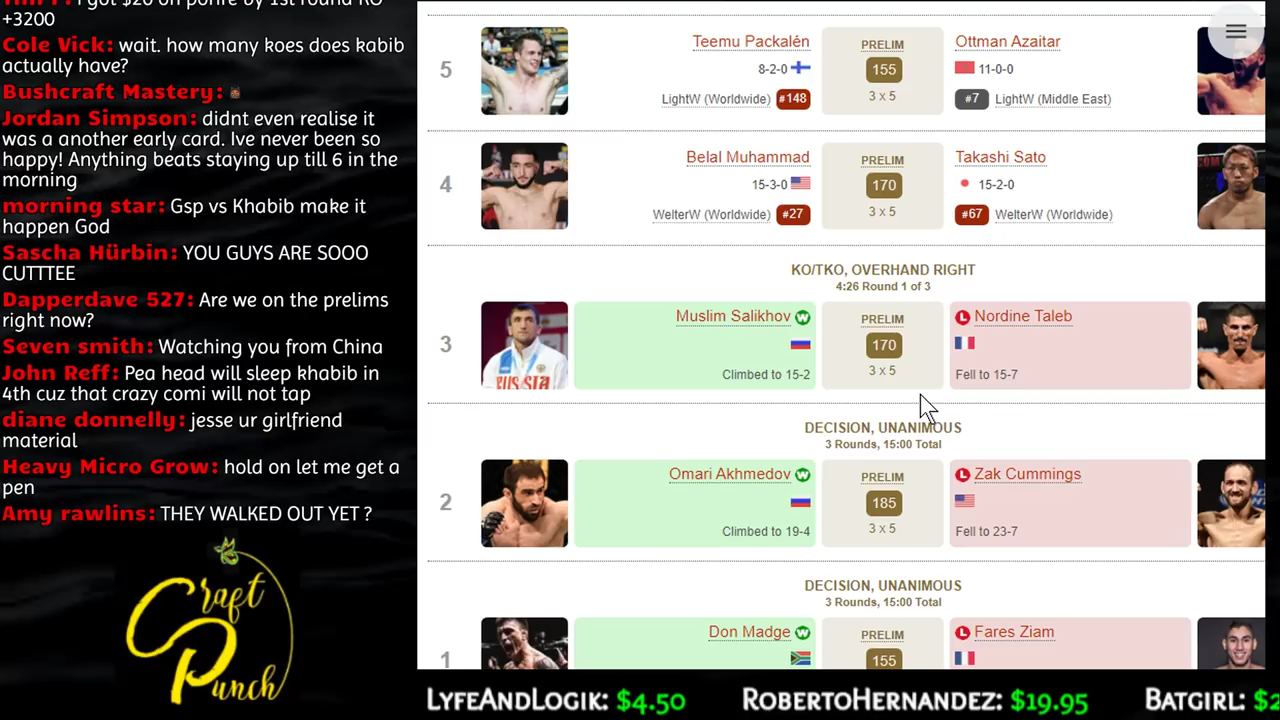 Tim F: I got $20 on poirie by 1st round KO
+3200
Cole Vick: wait. how many koes does kabib
actually have?
Bushcraft Mastery:
Jordan Simpson: didnt even realise it
was a another early card. Ive never been so
happy! Anything beats staying up till 6 in the
morning
morning star: Gsp vs Khabib make it
happen God
Sascha Hürbin: YOU GUYS ARE SOOO
CUTTTEE
Dapperdave 527: Are we on the prelims
right now?
Seven smith: Watching you from China
John Reff: Pea head will sleep khabib in
4th cuz that crazy comi will not tap
diane donnelly: jesse ur girlfriend
material
Heavy Micro Grow: hold on let me get a
pen
Amy rawlins: THEY WALKED OUT YET ?
Craft
Punch
5
Teemu Packalén
8-2-0
LightW (Worldwide) #148
PRELIM
155
3 x 5
Ottman Azaitar
11-0-0
#7 LightW (Middle East)
4
Belal Muhammad
15-3-0
WelterW (Worldwide) #27
PRELIM
170
3 x 5
Takashi Sato
15-2-0
#67 WelterW (Worldwide)
KO/TKO, OVERHAND RIGHT
4:26 Round 1 of 3
3
RUSSIA
Muslim Salikhov W
Climbed to 15-2
PRELIM
170
3 x 5
L Nordine Taleb
Fell to 15-7
DECISION, UNANIMOUS
3 Rounds, 15:00 Total
2
Omari Akhmedov W
Climbed to 19-4
PRELIM
185
3 x 5
L Zak Cummings
Fell to 23-7
DECISION, UNANIMOUS
3 Rounds, 15:00 Total
1
Don Madge W
PRELIM
155
L Fares Ziam
LyfeAndLogik: $4.50 RobertoHernandez: $19.95 Batgirl: $2